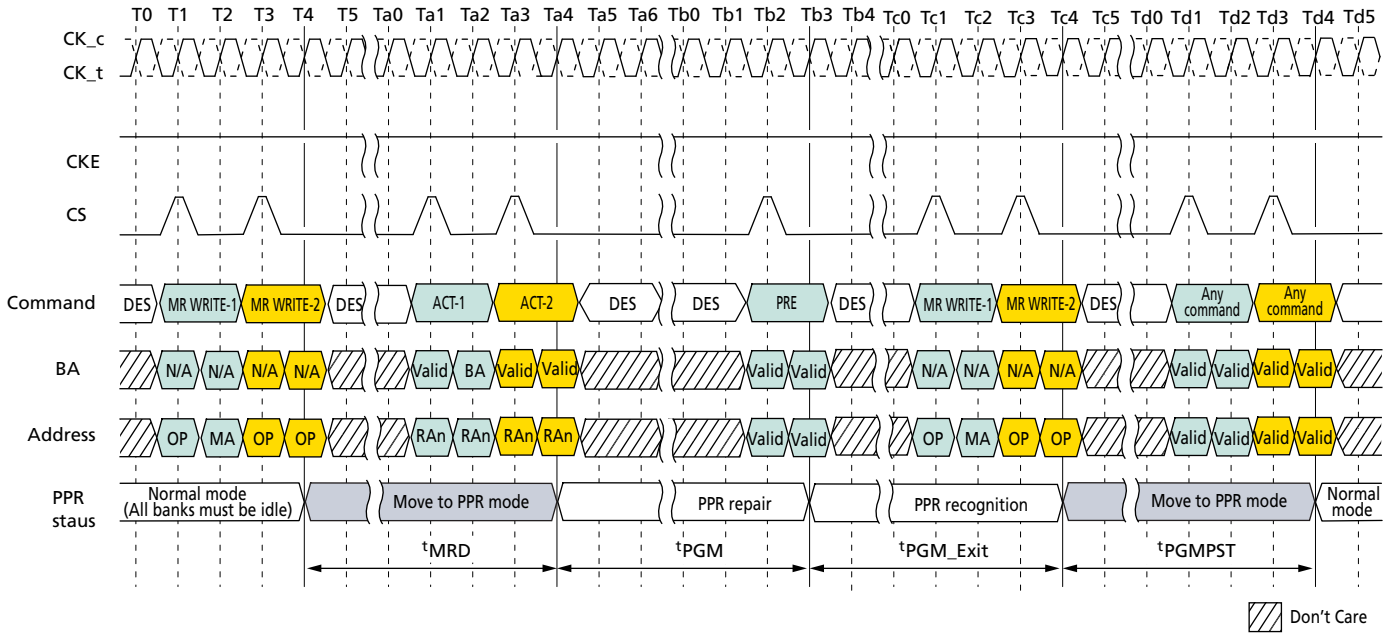 T0 T1 T2 T3 T4 T5 Ta0 Ta1 Ta2 Ta3 Ta4 Ta5 Ta6 Tb0 Tb1 Tb2 Tb3 Tb4 Tc0 Tc1 Tc2 Tc3 Tc4 Tc5 Td0 Td1 Td2 Td3 Td4 Td5
CK_c
CK_t
CKE
CS
Command DES MR WRITE-1 MR WRITE-2 DES ACT-1 ACT-2 DES DES PRE DES MR WRITE-1 MR WRITE-2 DES Any command Any command
BA N/A N/A N/A N/A Valid BA Valid Valid Valid Valid N/A N/A N/A N/A Valid Valid Valid Valid
Address OP MA OP OP RAn RAn RAn RAn Valid Valid OP MA OP OP Valid Valid Valid Valid
PPR
staus
Normal mode
(All banks must be idle)
Move to PPR mode
PPR repair
PPR recognition
Move to PPR mode
Normal
mode
tMRD tPGM tPGM_Exit tPGMPST
Don't Care